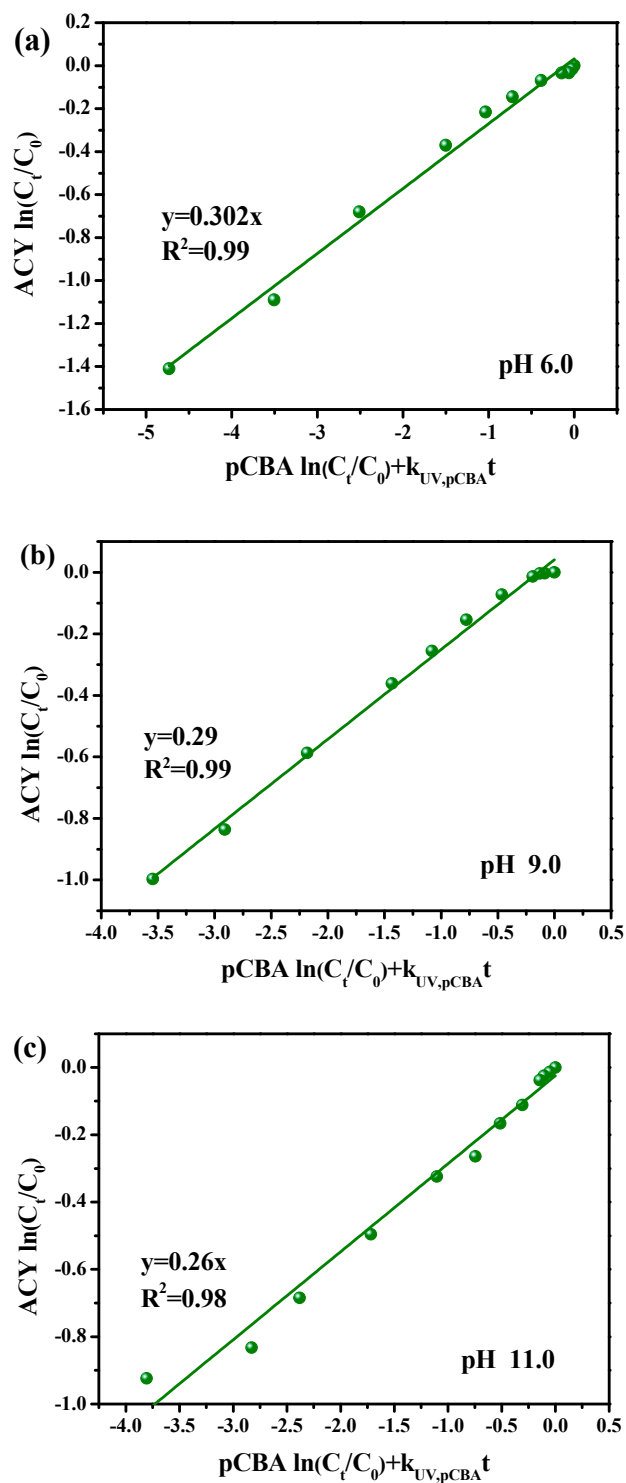 (a)
0.2
0.0
-0.2
-0.4
-0.6
-0.8
-1.0
-1.2
-1.4
-1.6
ACY ln(Cₜ/C₀)
y=0.302x
R²=0.99
pH 6.0
-5 -4 -3 -2 -1 0
pCBA ln(Cₜ/C₀)+k_UV,pCBA t
(b)
0.0
-0.2
-0.4
-0.6
-0.8
-1.0
ACY ln(Cₜ/C₀)
y=0.29
R²=0.99
pH 9.0
-4.0 -3.5 -3.0 -2.5 -2.0 -1.5 -1.0 -0.5 0.0 0.5
pCBA ln(Cₜ/C₀)+k_UV,pCBA t
(c)
0.0
-0.2
-0.4
-0.6
-0.8
-1.0
ACY ln(Cₜ/C₀)
y=0.26x
R²=0.98
pH 11.0
-4.0 -3.5 -3.0 -2.5 -2.0 -1.5 -1.0 -0.5 0.0 0.5
pCBA ln(Cₜ/C₀)+k_UV,pCBA t